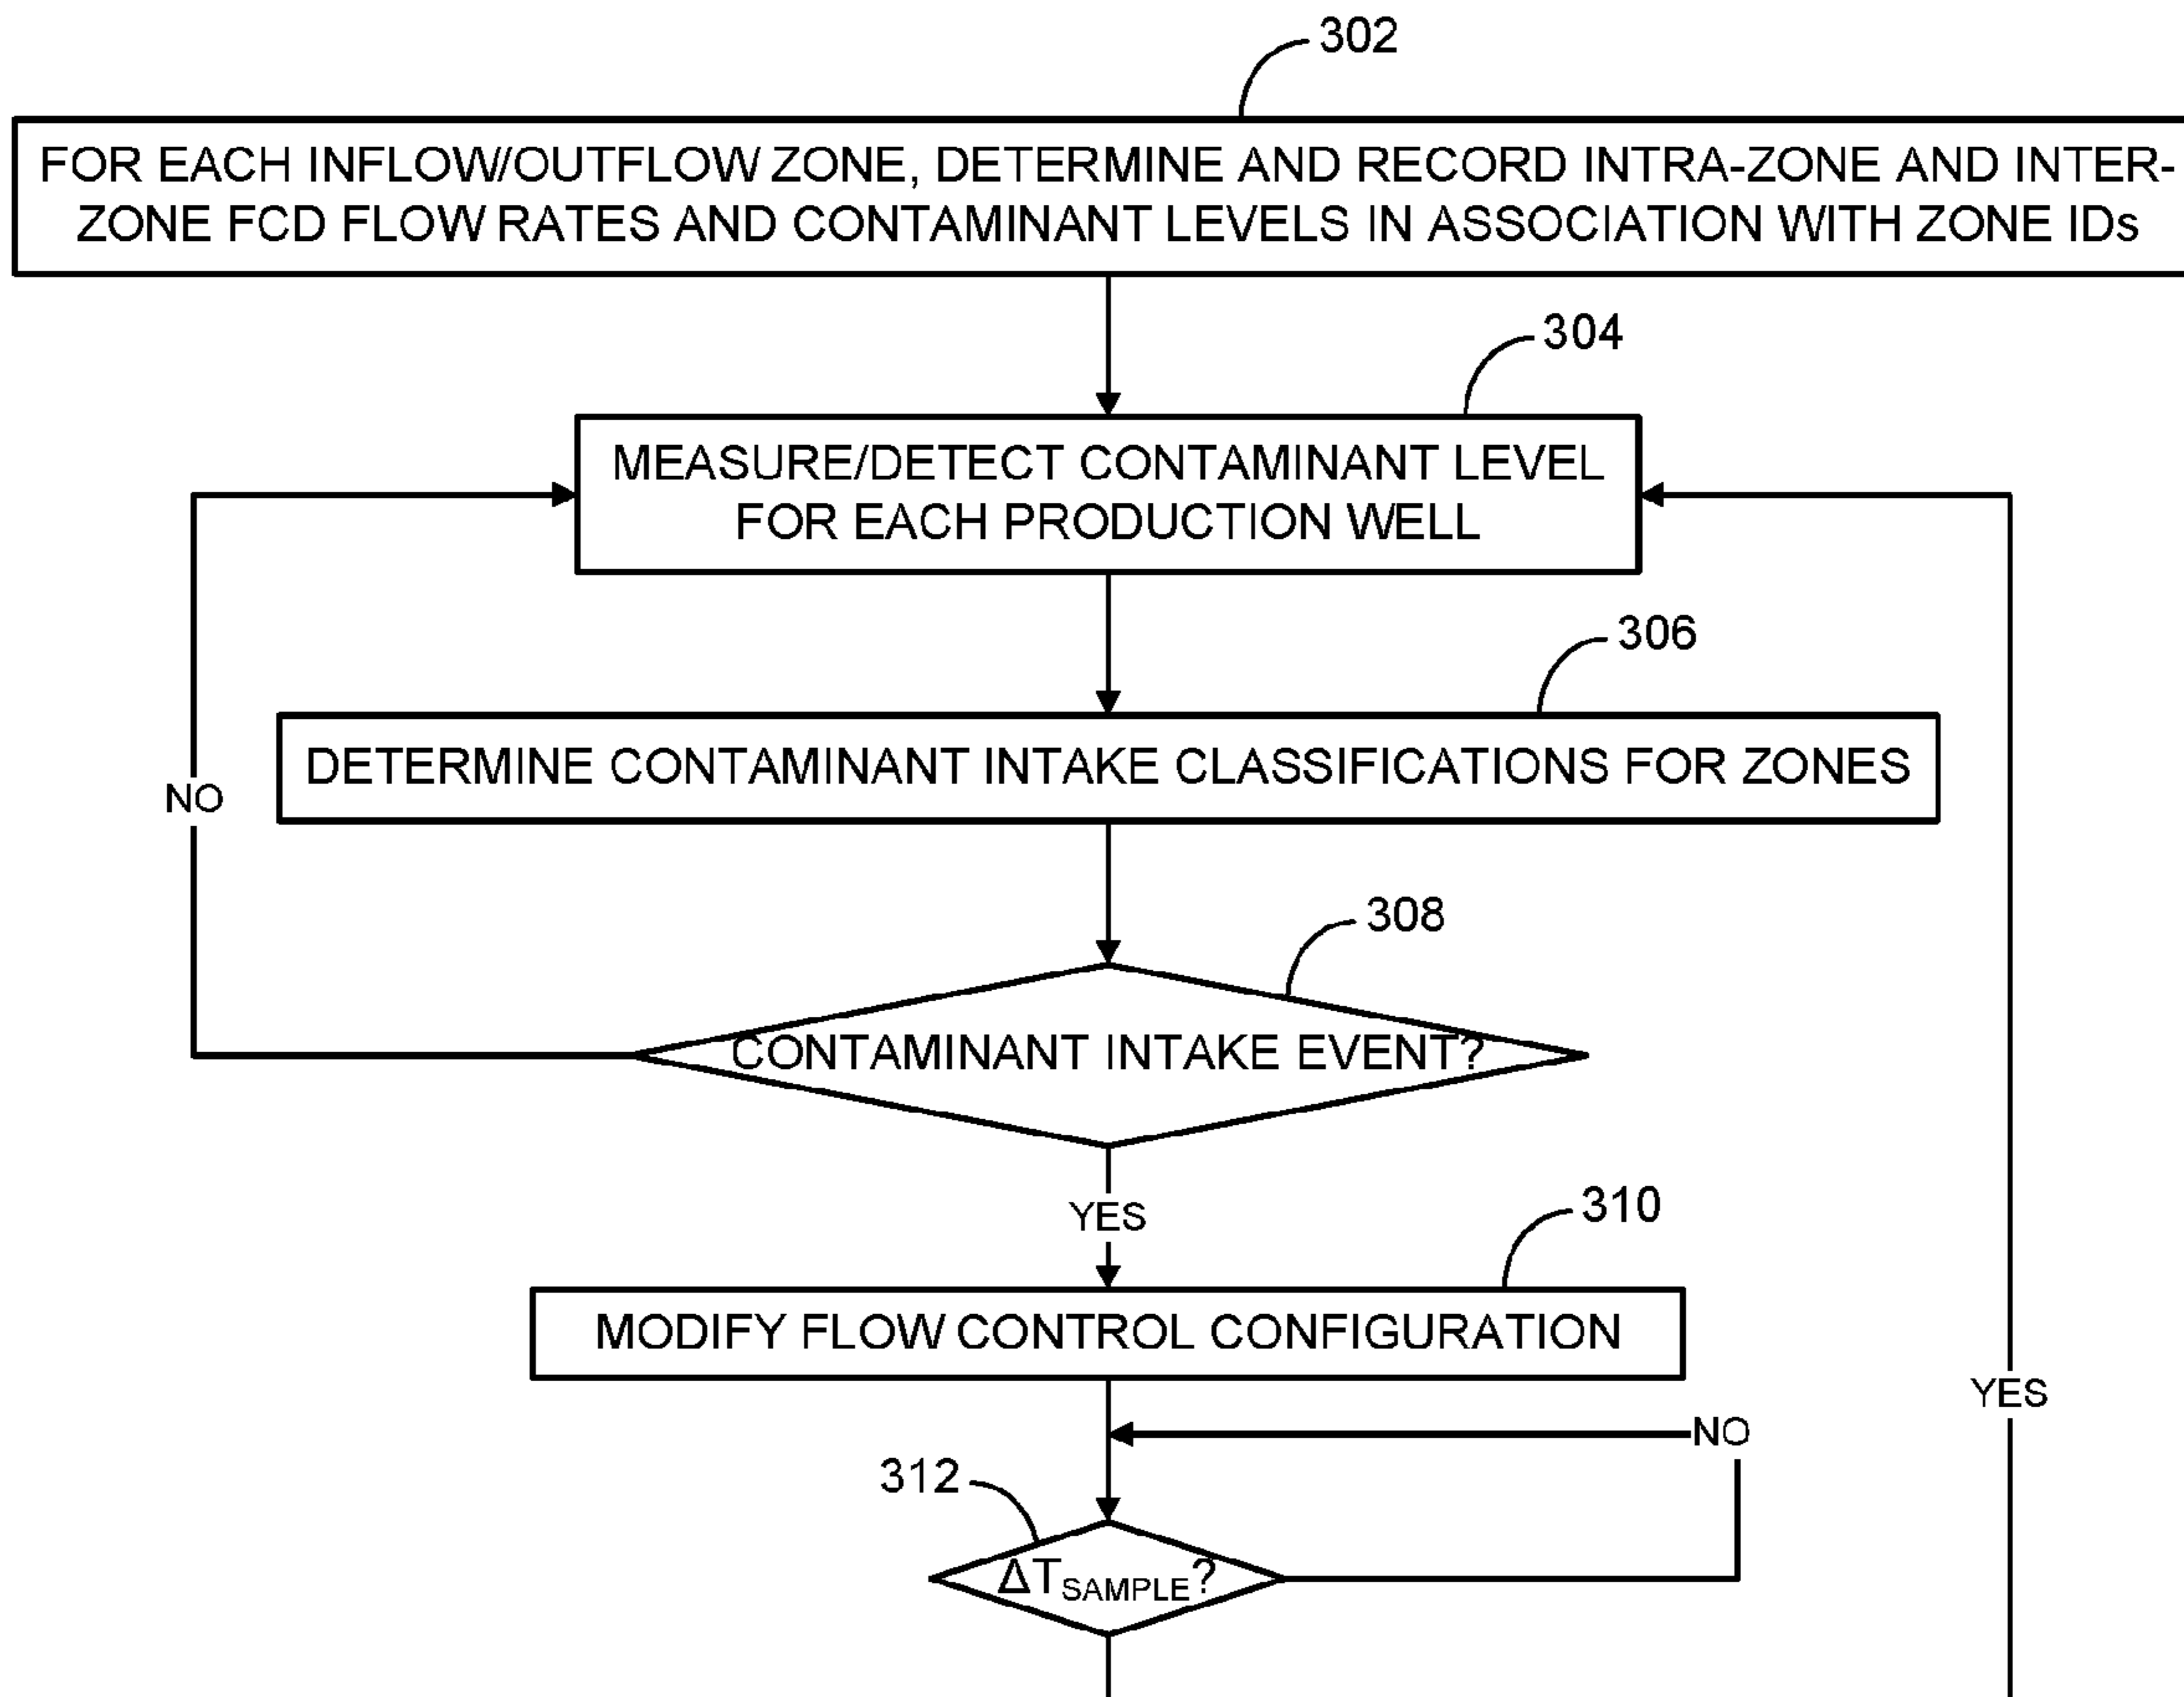 302
FOR EACH INFLOW/OUTFLOW ZONE, DETERMINE AND RECORD INTRA-ZONE AND INTER-
ZONE FCD FLOW RATES AND CONTAMINANT LEVELS IN ASSOCIATION WITH ZONE IDs
304
MEASURE/DETECT CONTAMINANT LEVEL
FOR EACH PRODUCTION WELL
306
DETERMINE CONTAMINANT INTAKE CLASSIFICATIONS FOR ZONES
NO
308
CONTAMINANT INTAKE EVENT?
YES
310
MODIFY FLOW CONTROL CONFIGURATION
YES
NO
312
ΔTSAMPLE?